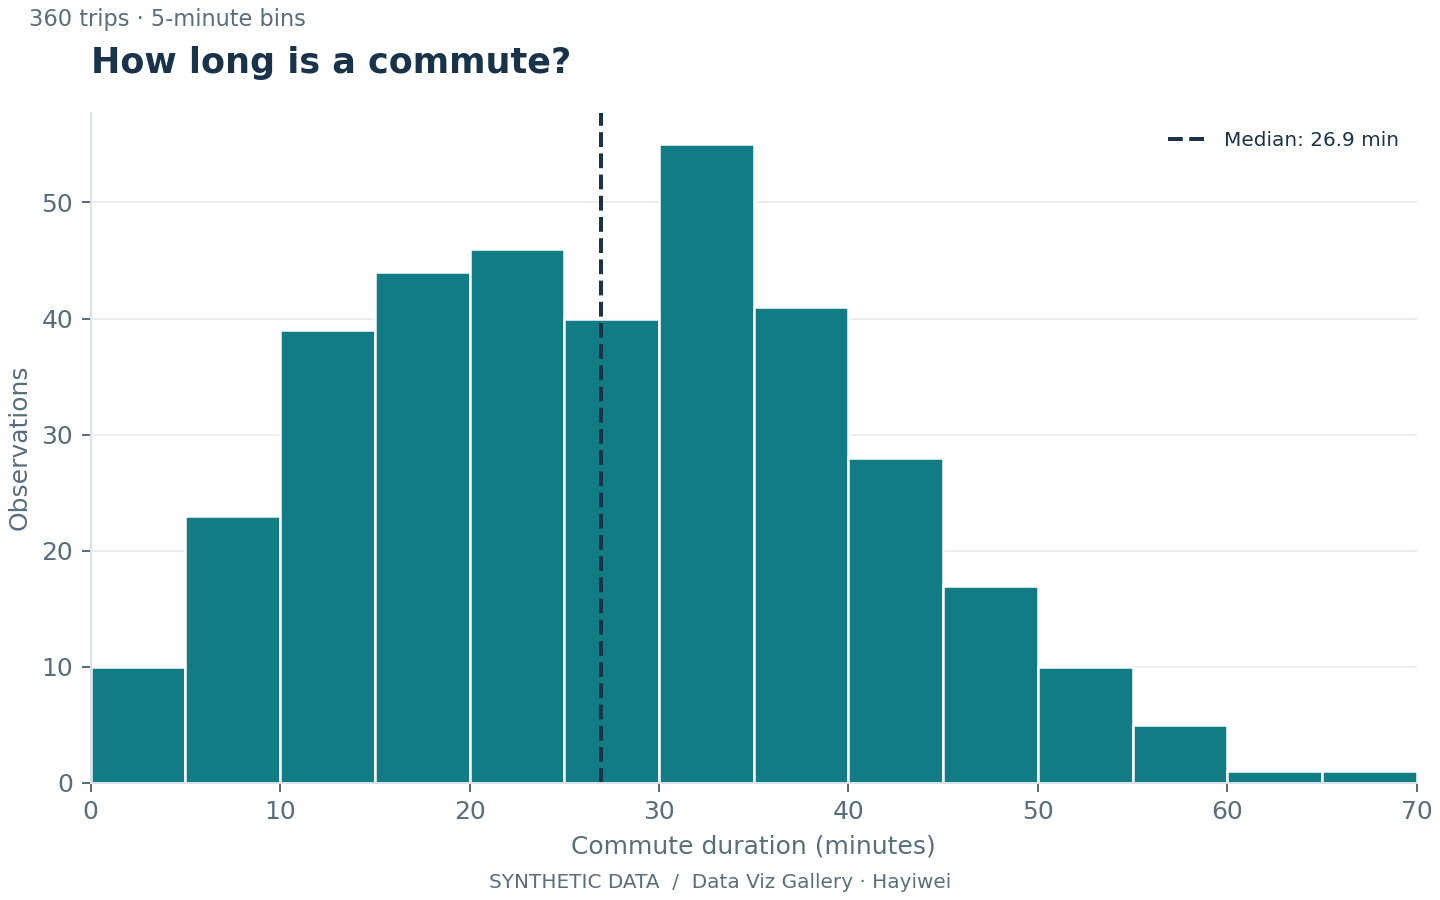 360 trips · 5-minute bins
How long is a commute?
Median: 26.9 min
Observations
50
40
30
20
10
0
0 10 20 30 40 50 60 70
Commute duration (minutes)
SYNTHETIC DATA / Data Viz Gallery · Hayiwei